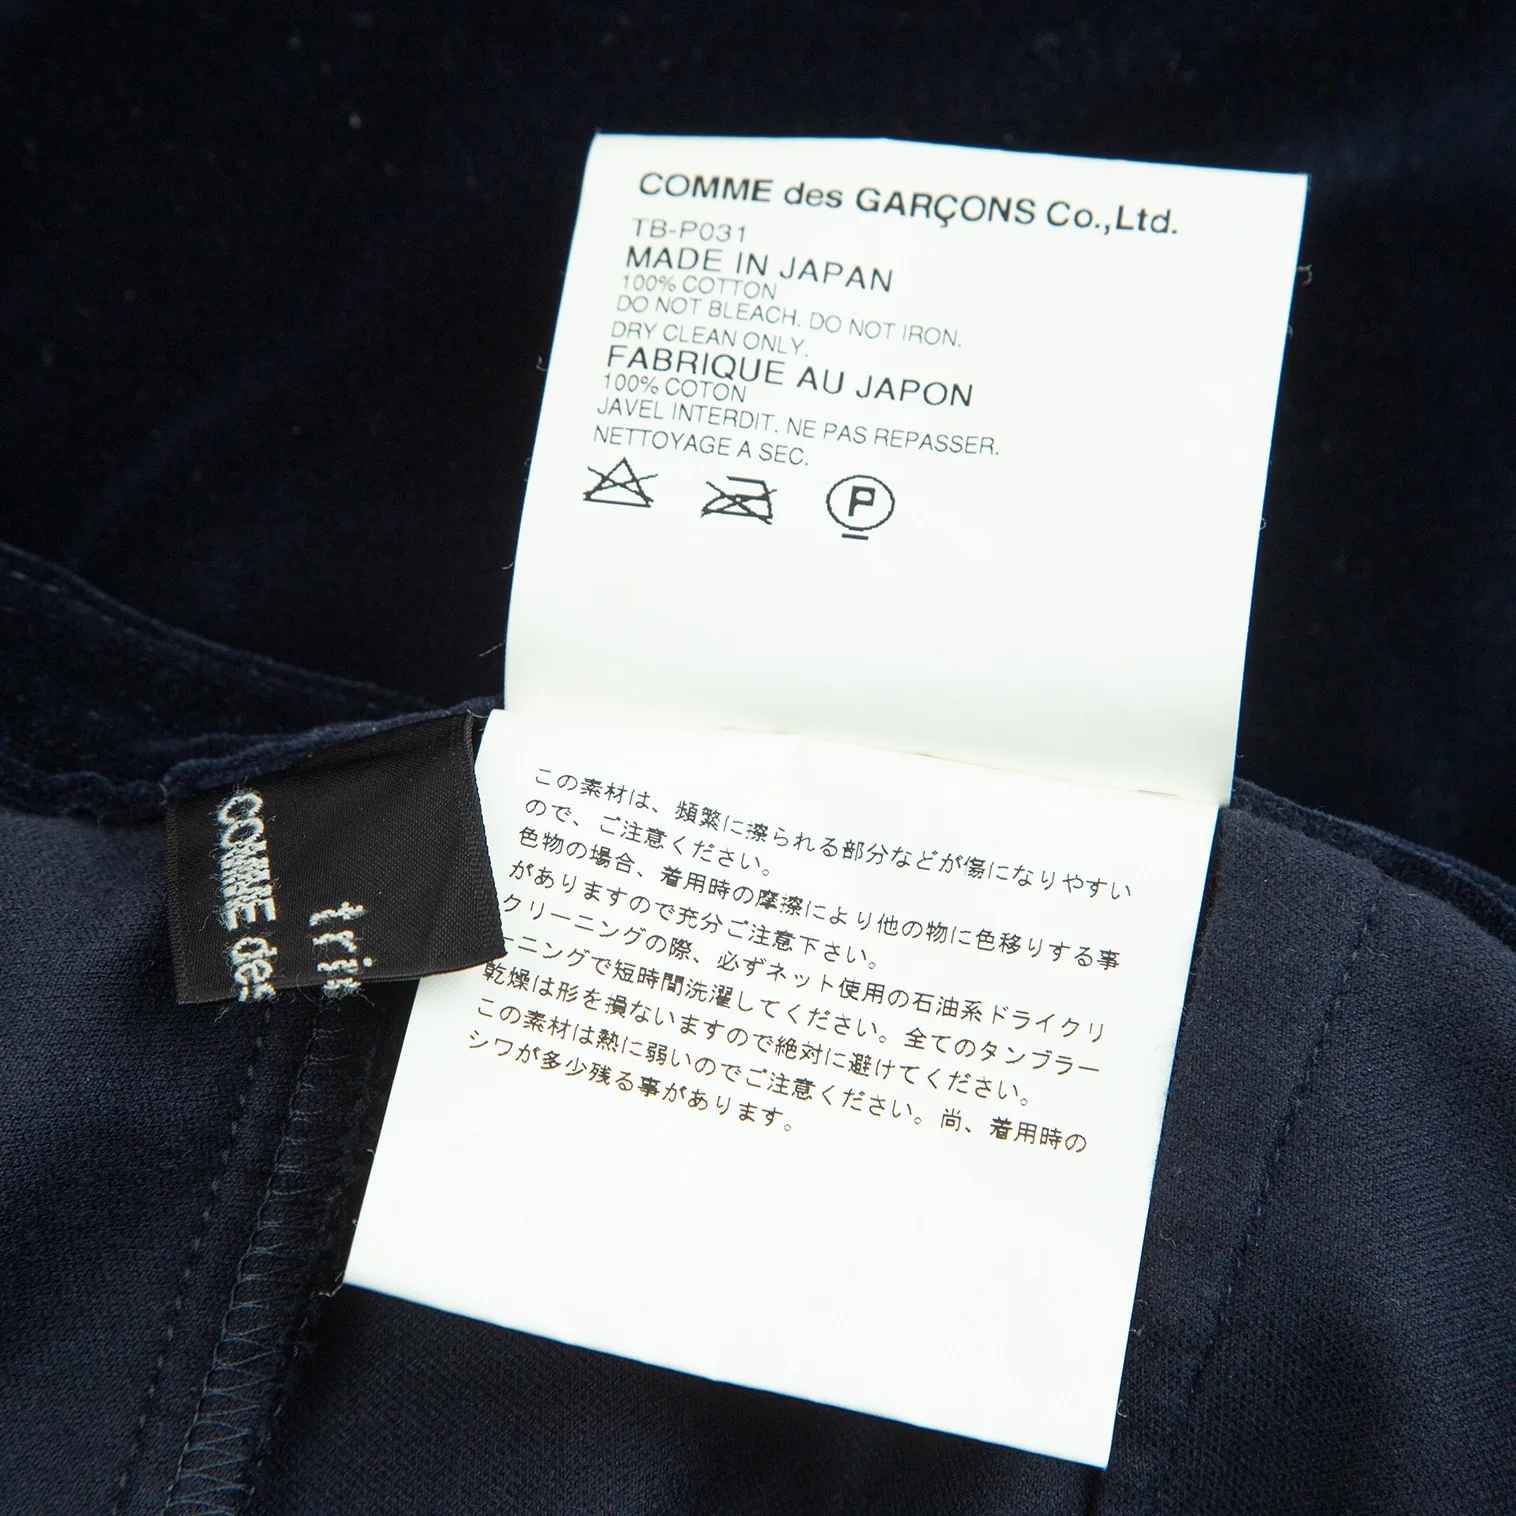 COMME des GARÇONS Co.,Ltd.
TB-P031
MADE IN JAPAN
100% COTTON
DO NOT BLEACH. DO NOT IRON.
DRY CLEAN ONLY.
FABRIQUE AU JAPON
100% COTON
JAVEL INTERDIT. NE PAS REPASSER.
NETTOYAGE A SEC.
P
この素材は、頻繁に擦られる部分などが傷になりやすい
ので、ご注意ください。
色物の場合、着用時の摩擦により他の物に色移りする事
がありますので充分ご注意下さい。
クリーニングの際、必ずネット使用の石油系ドライクリ
ーニングで短時間洗濯してください。全てのタンブラー
乾燥は形を損ないますので絶対に避けてください。
この素材は熱に弱いのでご注意ください。尚、着用時の
シワが多少残る事があります。
COMME des
tri